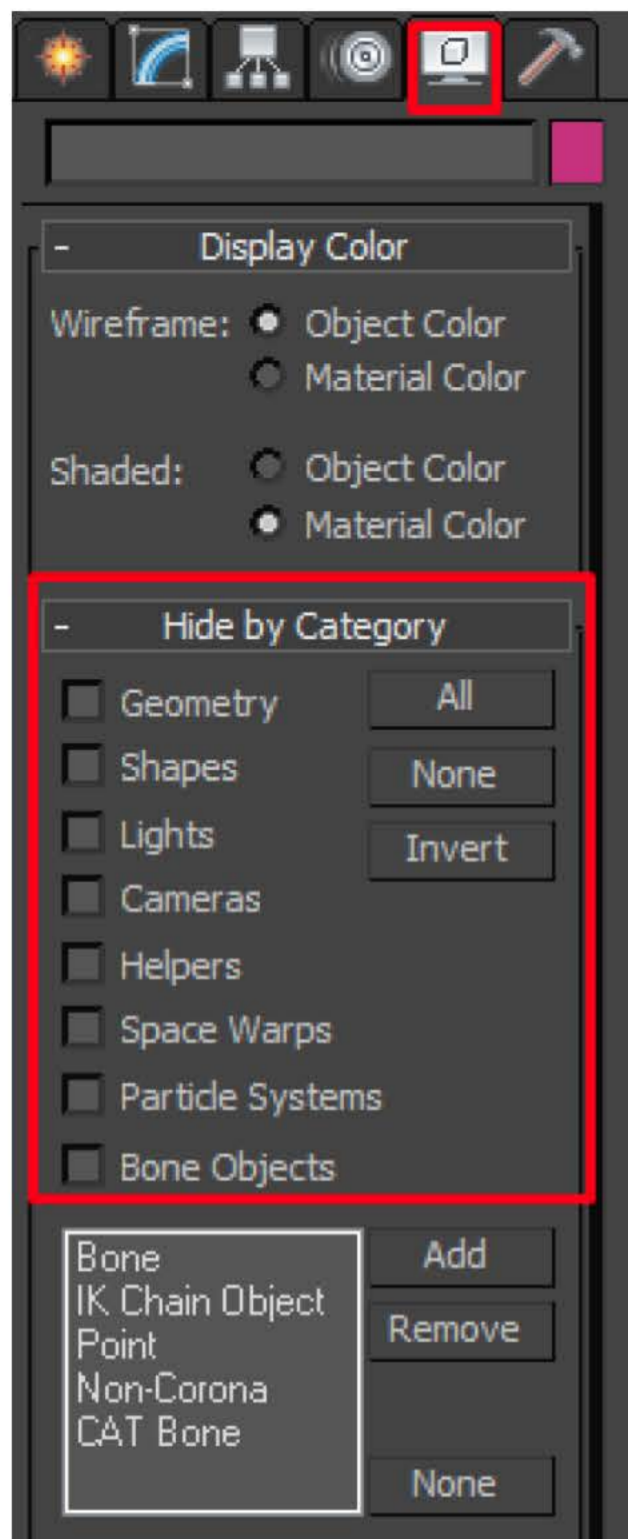 - Display Color
Wireframe: Object Color
Material Color
Shaded: Object Color
Material Color
- Hide by Category
Geometry All
Shapes None
Lights Invert
Cameras
Helpers
Space Warps
Particle Systems
Bone Objects
Bone Add
IK Chain Object
Point Remove
Non-Corona
CAT Bone
None